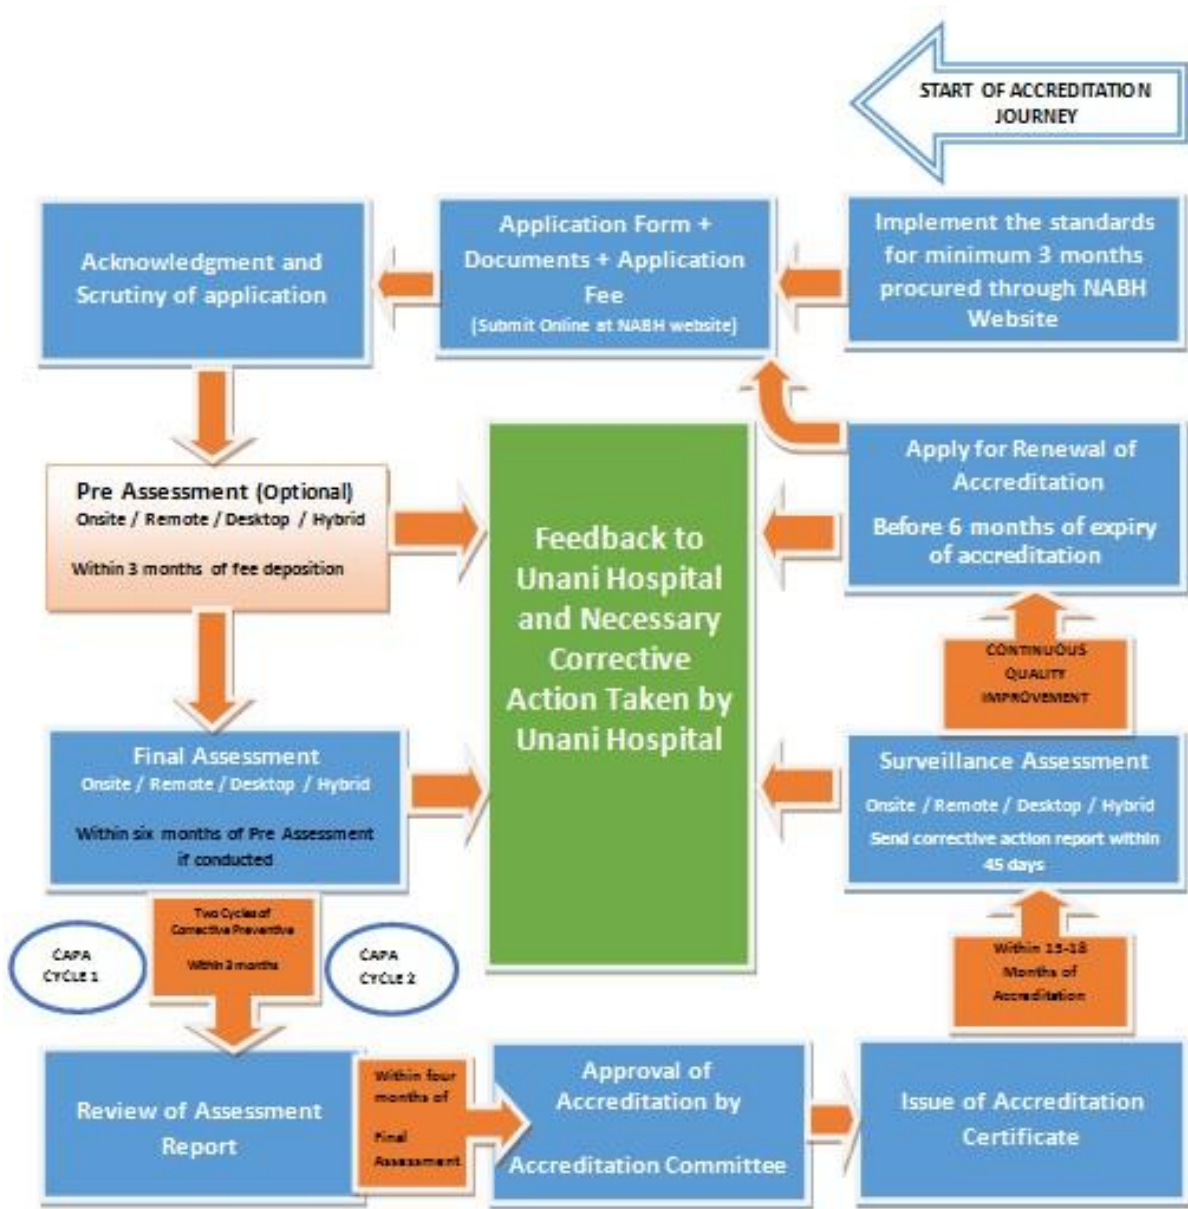 START OF ACCREDITATION
JOURNEY
Implement the standards
for minimum 3 months
procured through NABH
Website
Application Form +
Documents + Application
Fee
(Submit Online at NABH website)
Acknowledgment and
Scrutiny of application
Pre Assessment (Optional)
Onsite / Remote / Desktop / Hybrid
Within 3 months of fee deposition
Final Assessment
Onsite / Remote / Desktop / Hybrid
Within six months of Pre Assessment
if conducted
Two Cycles of
Corrective Preventive
Within 3 months
CAPA
CYCLE 1
CAPA
CYCLE 2
Review of Assessment
Report
Within four
months of
Final
Assessment
Approval of
Accreditation by
Accreditation Committee
Issue of Accreditation
Certificate
Within 15-18
Months of
Accreditation
Surveillance Assessment
Onsite / Remote / Desktop / Hybrid
Send corrective action report within
45 days
CONTINUOUS
QUALITY
IMPROVEMENT
Apply for Renewal of
Accreditation
Before 6 months of expiry
of accreditation
Feedback to
Unani Hospital
and Necessary
Corrective
Action Taken by
Unani Hospital